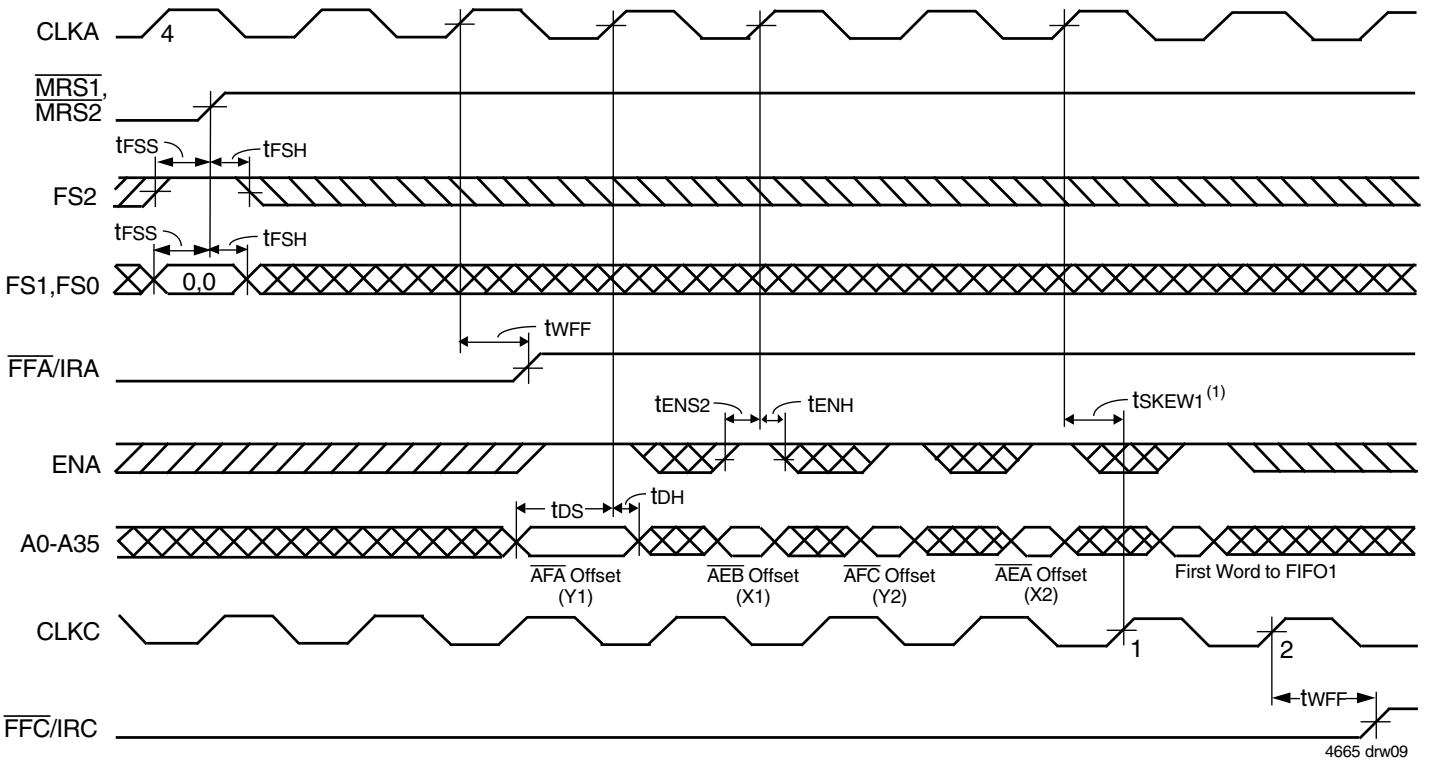 CLKA
4
MRS1,
MRS2
tFSS
tFSH
FS2
tFSS
tFSH
FS1,FS0
0,0
tWFF
FFA/IRA
tENS2
tENH
tSKEW1 (1)
ENA
tDS
tDH
A0-A35
AFA Offset
(Y1)
AEB Offset
(X1)
AFC Offset
(Y2)
AEA Offset
(X2)
First Word to FIFO1
CLKC
1
2
tWFF
FFC/IRC
4665 drw09